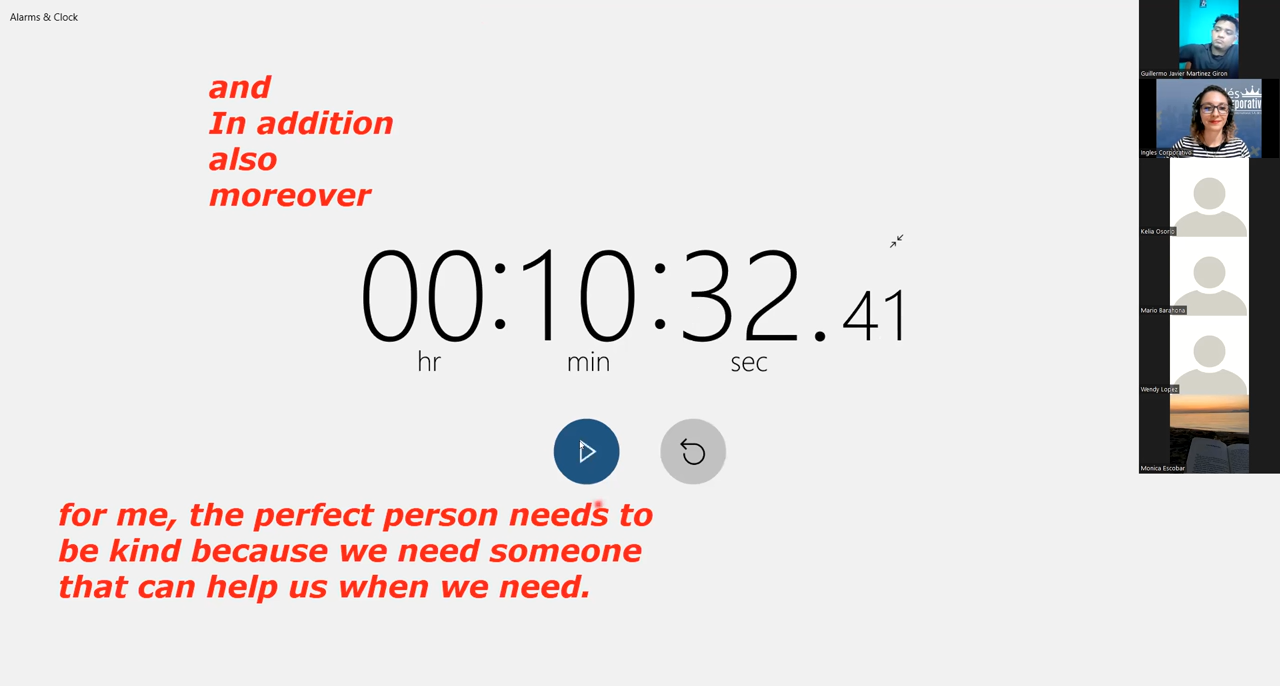 Alarms & Clock
and
In addition
also
moreover
00:10:32.41
hr min sec
for me, the perfect person needs to
be kind because we need someone
that can help us when we need.
Guillermo Javier Martinez Giron
Ingles Corporativo
Kelia Osorio
Mario Barahona
Wendy Lopez
Monica Escobar